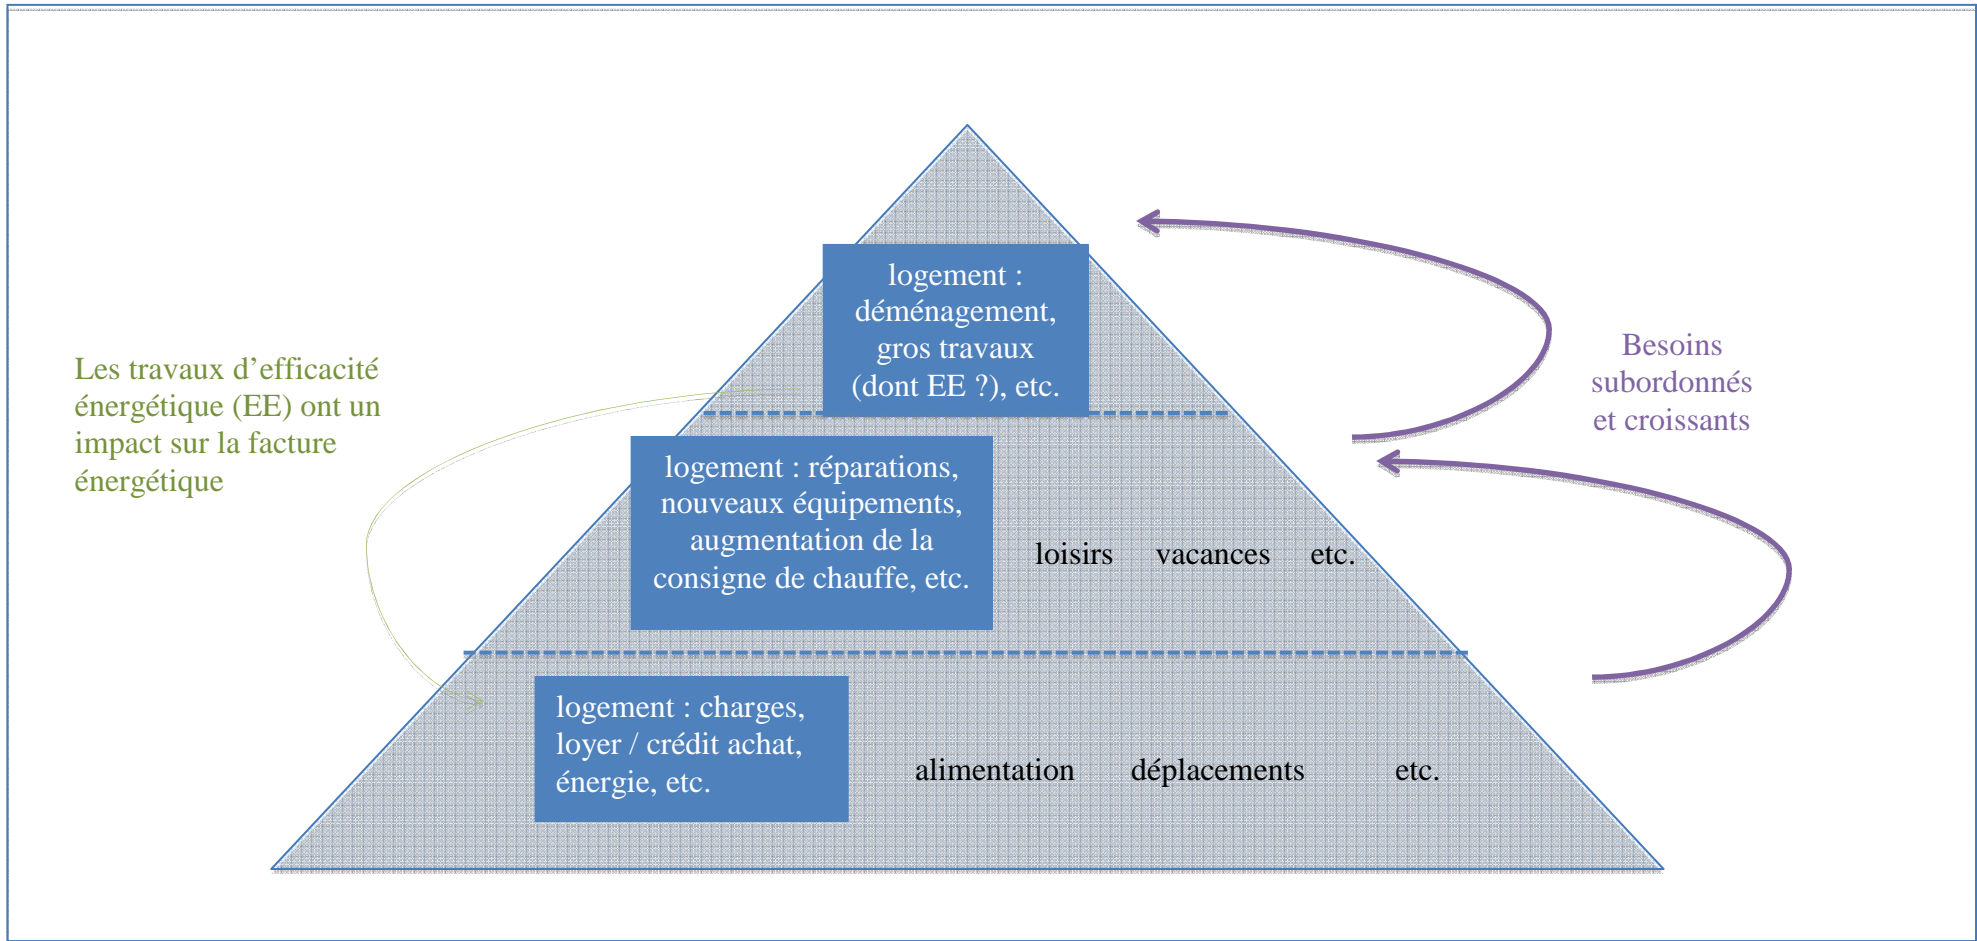 logement :
déménagement,
gros travaux
(dont EE ?), etc.
Les travaux d’efficacité
énergétique (EE) ont un
impact sur la facture
énergétique
Besoins
subordonnés
et croissants
logement : réparations,
nouveaux équipements,
augmentation de la
consigne de chauffe, etc.
loisirs vacances etc.
logement : charges,
loyer / crédit achat,
énergie, etc.
alimentation déplacements etc.